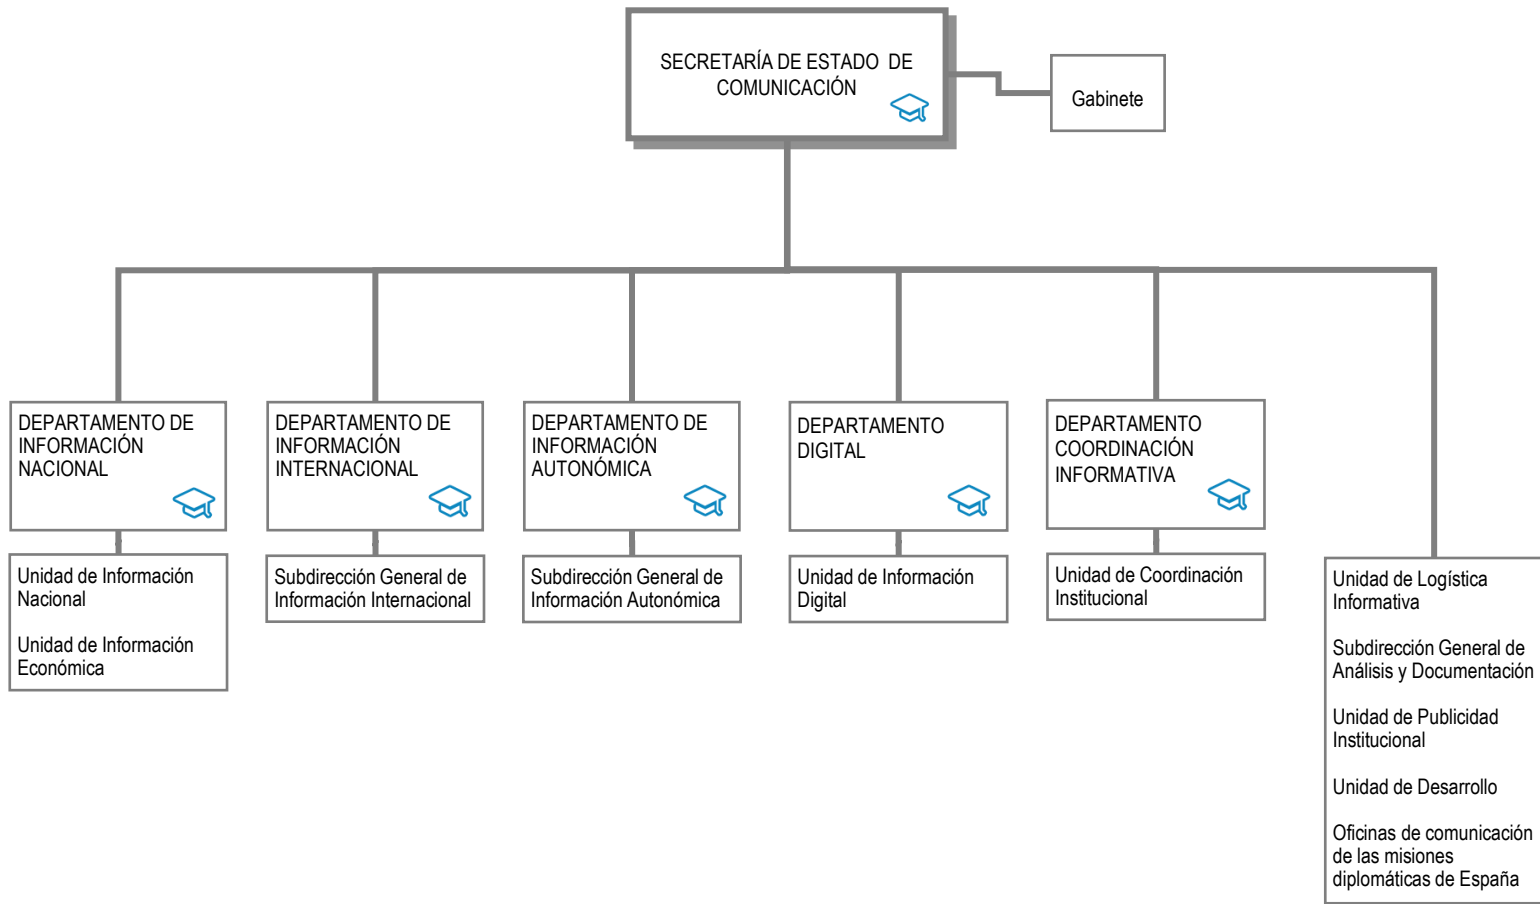 SECRETARÍA DE ESTADO DE
COMUNICACIÓN
Gabinete
DEPARTAMENTO DE
INFORMACIÓN
NACIONAL
DEPARTAMENTO DE
INFORMACIÓN
INTERNACIONAL
DEPARTAMENTO DE
INFORMACIÓN
AUTONÓMICA
DEPARTAMENTO
DIGITAL
DEPARTAMENTO
COORDINACIÓN
INFORMATIVA
Unidad de Información
Nacional
Unidad de Información
Económica
Subdirección General de
Información Internacional
Subdirección General de
Información Autonómica
Unidad de Información
Digital
Unidad de Coordinación
Institucional
Unidad de Logística
Informativa
Subdirección General de
Análisis y Documentación
Unidad de Publicidad
Institucional
Unidad de Desarrollo
Oficinas de comunicación
de las misiones
diplomáticas de España